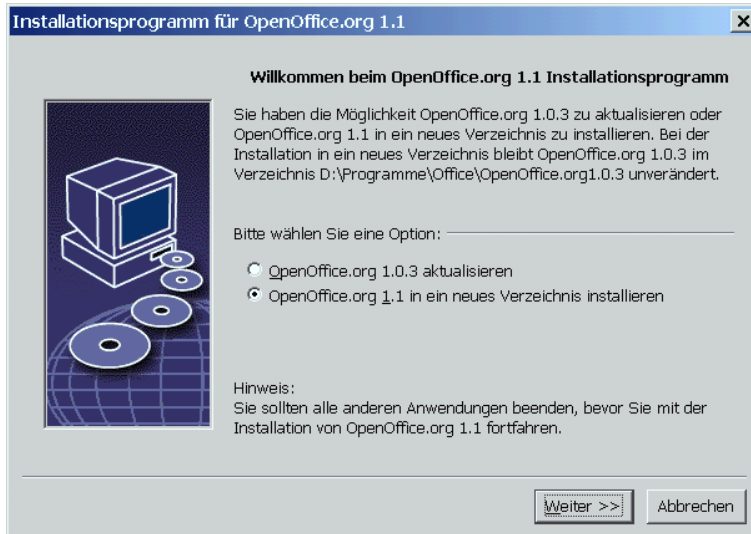 Installationsprogramm für OpenOffice.org 1.1
Willkommen beim OpenOffice.org 1.1 Installationsprogramm
Sie haben die Möglichkeit OpenOffice.org 1.0.3 zu aktualisieren oder
OpenOffice.org 1.1 in ein neues Verzeichnis zu installieren. Bei der
Installation in ein neues Verzeichnis bleibt OpenOffice.org 1.0.3 im
Verzeichnis D:\Programme\Office\OpenOffice.org1.0.3 unverändert.
Bitte wählen Sie eine Option:
OpenOffice.org 1.0.3 aktualisieren
OpenOffice.org 1.1 in ein neues Verzeichnis installieren
Hinweis:
Sie sollten alle anderen Anwendungen beenden, bevor Sie mit der
Installation von OpenOffice.org 1.1 fortfahren.
Weiter >>
Abbrechen